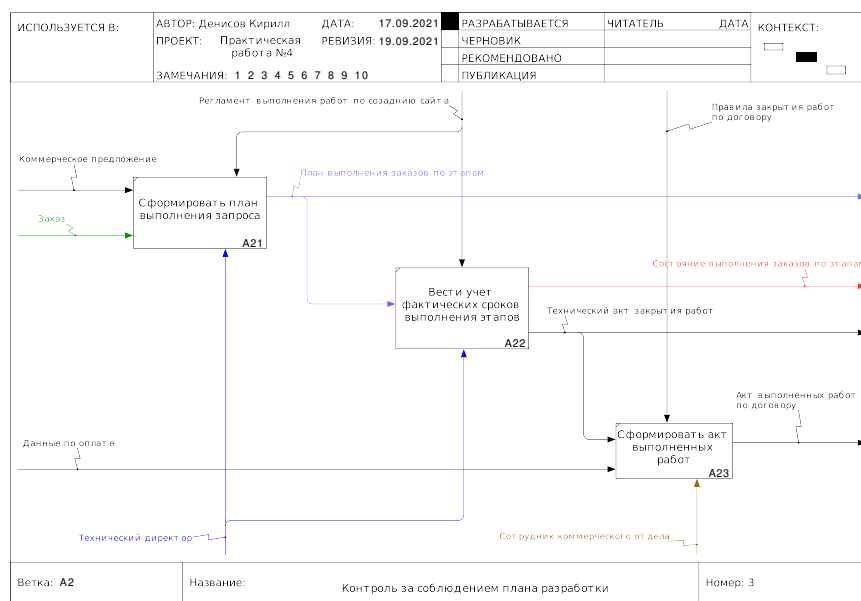 ИСПОЛЬЗУЕТСЯ В:
АВТОР: Денисов Кирилл
ДАТА: 17.09.2021
ПРОЕКТ: Практическая
работа №4
РЕВИЗИЯ: 19.09.2021
ЗАМЕЧАНИЯ: 1 2 3 4 5 6 7 8 9 10
РАЗРАБАТЫВАЕТСЯ
ЧЕРНОВИК
РЕКОМЕНДОВАНО
ПУБЛИКАЦИЯ
ЧИТАТЕЛЬ ДАТА
КОНТЕКСТ:
Регламент выполнения работ по созаднию сайта
Правила закрытия работ
по договору
Коммерческое предложение
План выполнения заказов по этапам
Сформировать план
выполнения запроса
A21
Заказ
Состояние выполнения заказов по этапам
Вести учет
фактических сроков
выполнения этапов
A22
Технический акт закрытия работ
Акт выполненных работ
по договору
Данные по оплате
Сформировать акт
выполненных
работ
A23
Технический директор
Сотрудник коммерческого отдела
Ветка: A2
Название:
Контроль за соблюдением плана разработки
Номер: 3